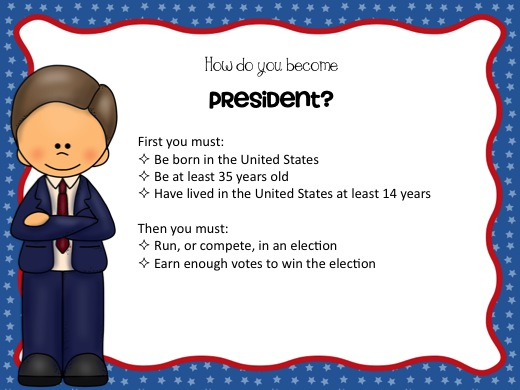 How do you become
PRESIDENT?
First you must:
✧ Be born in the United States
✧ Be at least 35 years old
✧ Have lived in the United States at least 14 years
Then you must:
✧ Run, or compete, in an election
✧ Earn enough votes to win the election